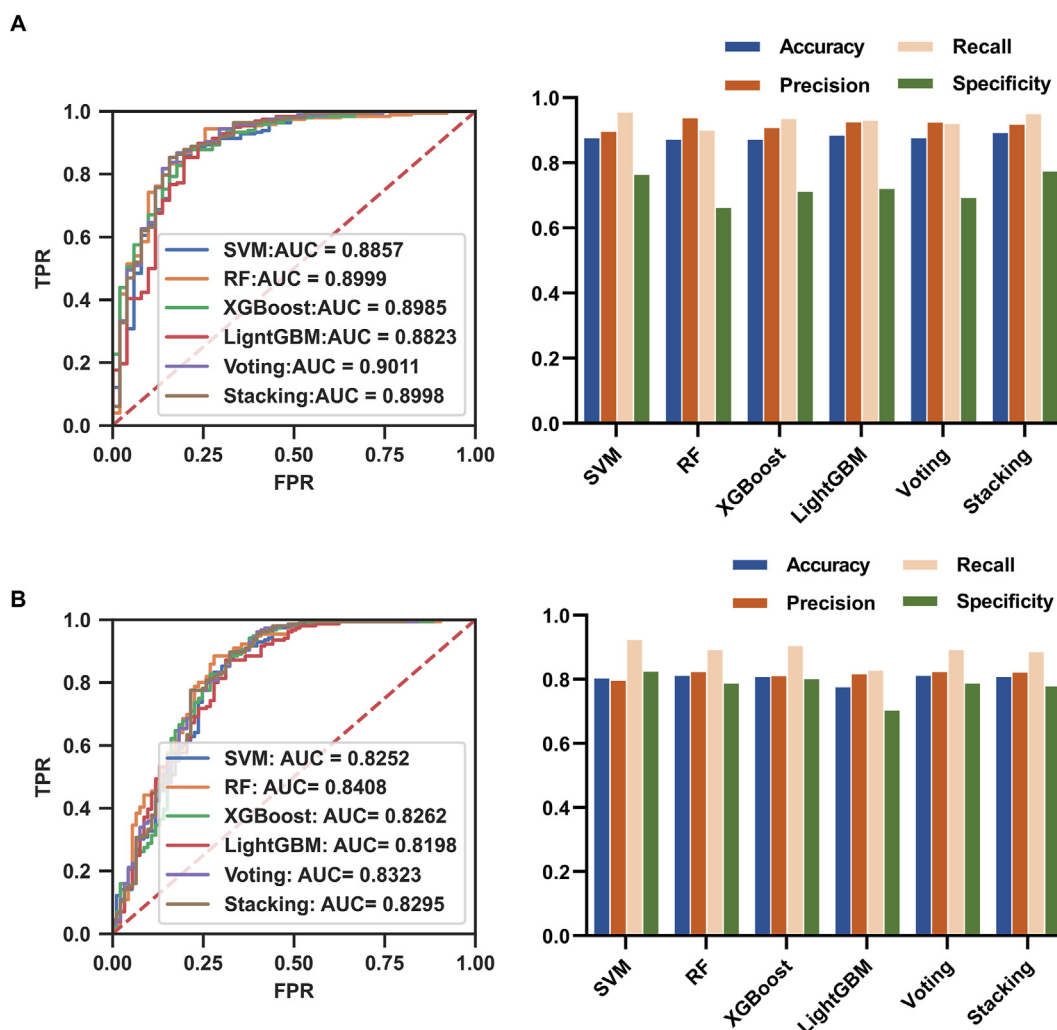 A
Accuracy Recall
Precision Specificity
1.0
0.8
0.6
0.4
0.2
0.0
TPR
SVM:AUC = 0.8857
RF:AUC = 0.8999
XGBoost:AUC = 0.8985
LigntGBM:AUC = 0.8823
Voting:AUC = 0.9011
Stacking:AUC = 0.8998
0.00 0.25 0.50 0.75 1.00
FPR
1.0
0.8
0.6
0.4
0.2
0.0
SVM RF XGBoost LightGBM Voting Stacking
B
Accuracy Recall
Precision Specificity
1.0
0.8
0.6
0.4
0.2
0.0
TPR
SVM: AUC = 0.8252
RF: AUC= 0.8408
XGBoost: AUC= 0.8262
LightGBM: AUC= 0.8198
Voting: AUC= 0.8323
Stacking: AUC= 0.8295
0.00 0.25 0.50 0.75 1.00
FPR
1.0
0.8
0.6
0.4
0.2
0.0
SVM RF XGBoost LightGBM Voting Stacking